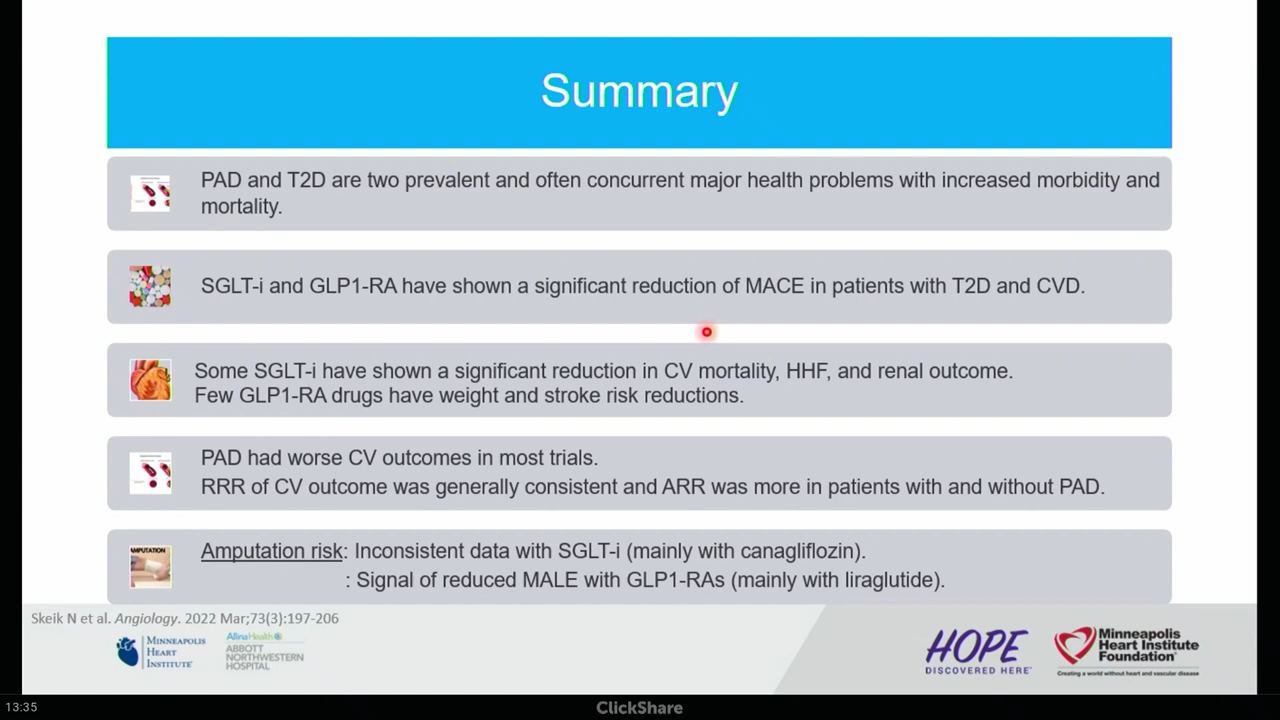 Summary
PAD and T2D are two prevalent and often concurrent major health problems with increased morbidity and
mortality.
SGLT-i and GLP1-RA have shown a significant reduction of MACE in patients with T2D and CVD.
Some SGLT-i have shown a significant reduction in CV mortality, HHF, and renal outcome.
Few GLP1-RA drugs have weight and stroke risk reductions.
PAD had worse CV outcomes in most trials.
RRR of CV outcome was generally consistent and ARR was more in patients with and without PAD.
AMPUTATION
Amputation risk: Inconsistent data with SGLT-i (mainly with canagliflozin).
: Signal of reduced MALE with GLP1-RAs (mainly with liraglutide).
Skeik N et al. Angiology. 2022 Mar;73(3):197-206
MINNEAPOLIS
HEART
INSTITUTE
AllinaHealth
ABBOTT
NORTHWESTERN
HOSPITAL
HOPE
DISCOVERED HERE
Minneapolis
Heart Institute
Foundation
Creating a world without heart and vascular disease
13:35
ClickShare